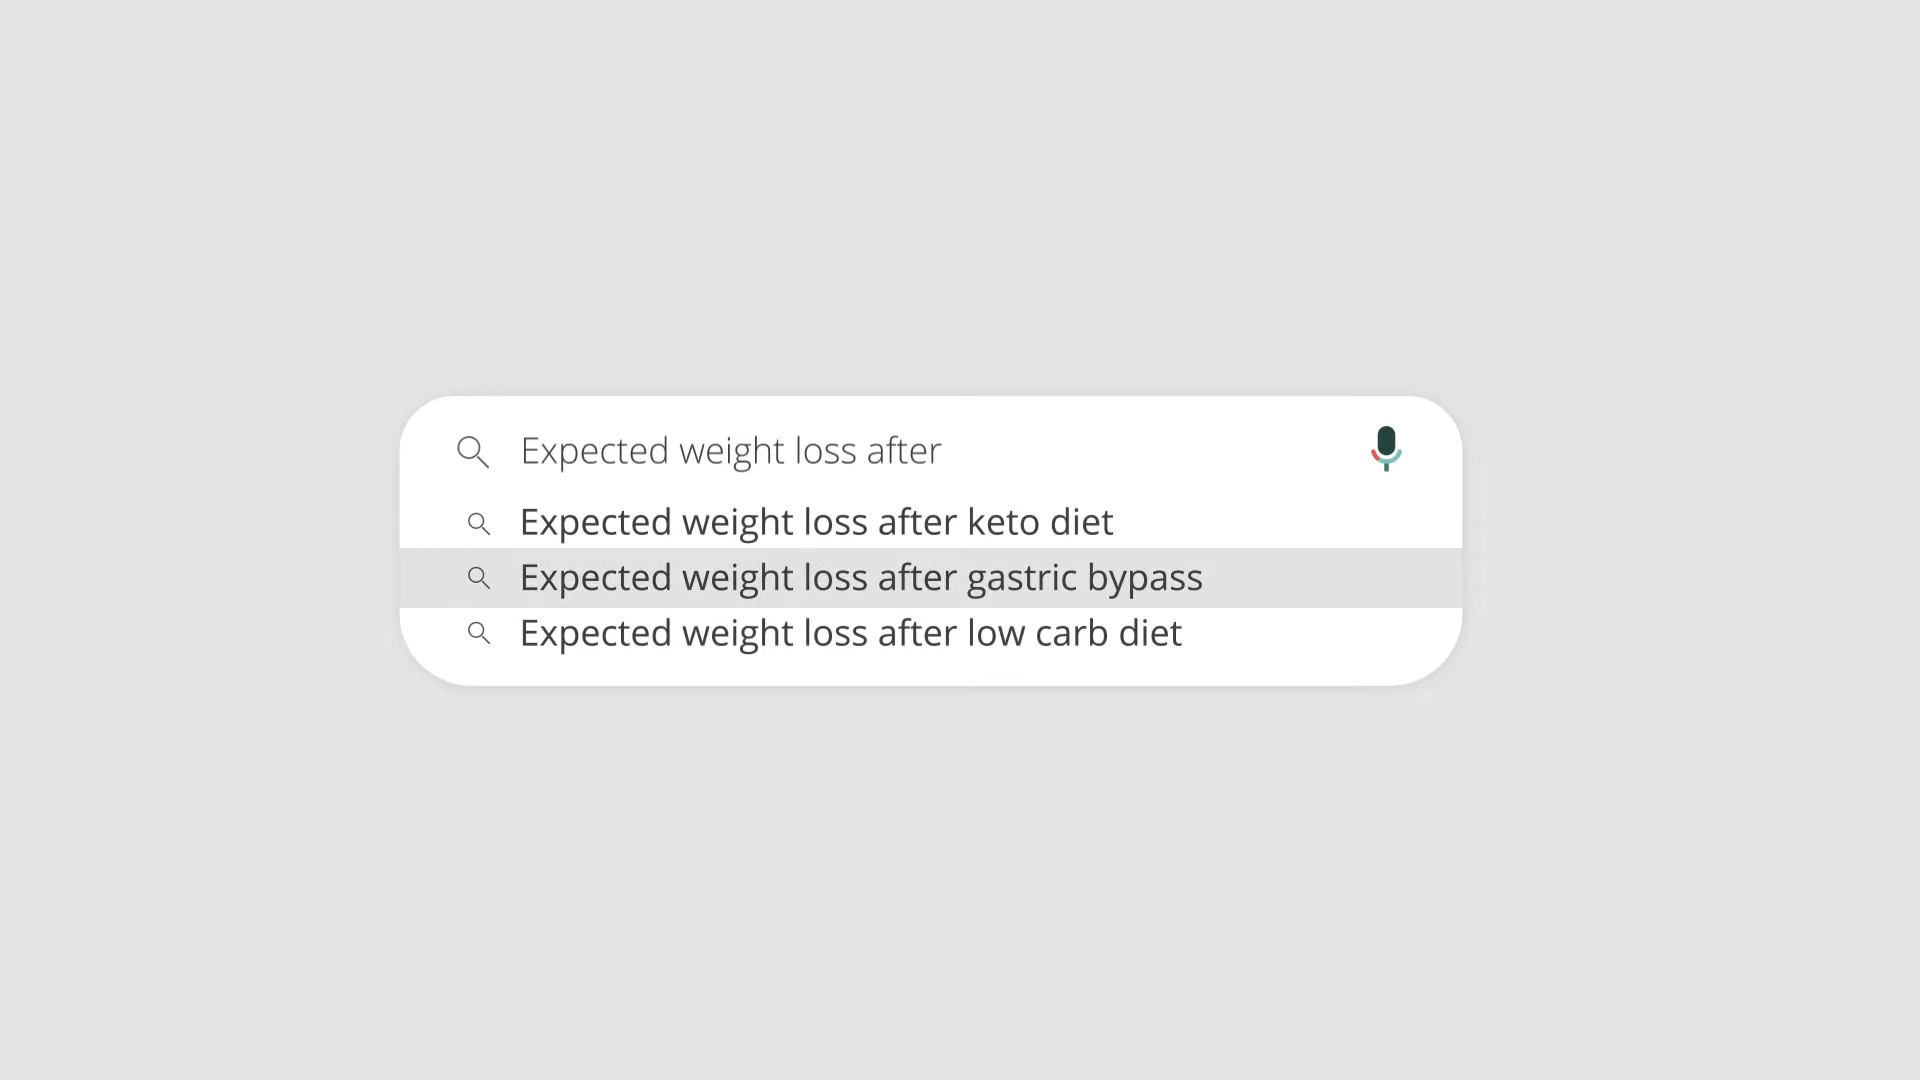 Expected weight loss after
Expected weight loss after keto diet
Expected weight loss after gastric bypass
Expected weight loss after low carb diet